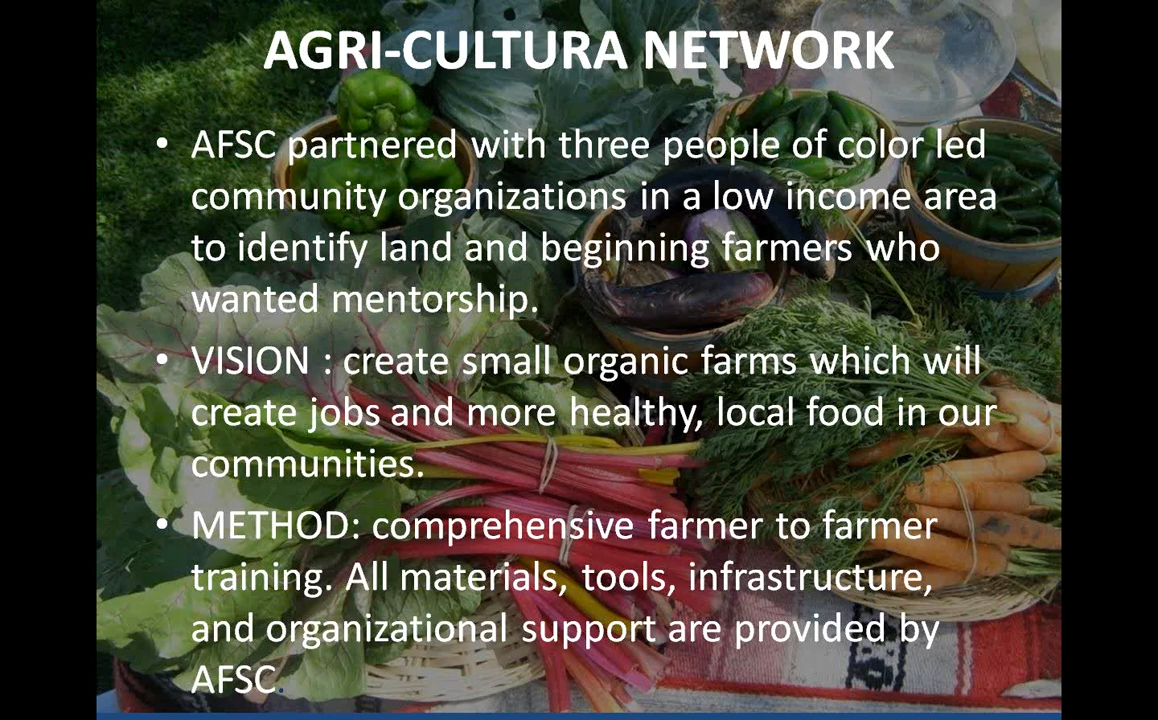 AGRI-CULTURA NETWORK
• AFSC partnered with three people of color led
community organizations in a low income area
to identify land and beginning farmers who
wanted mentorship.
• VISION : create small organic farms which will
create jobs and more healthy, local food in our
communities.
• METHOD: comprehensive farmer to farmer
training. All materials, tools, infrastructure,
and organizational support are provided by
AFSC.